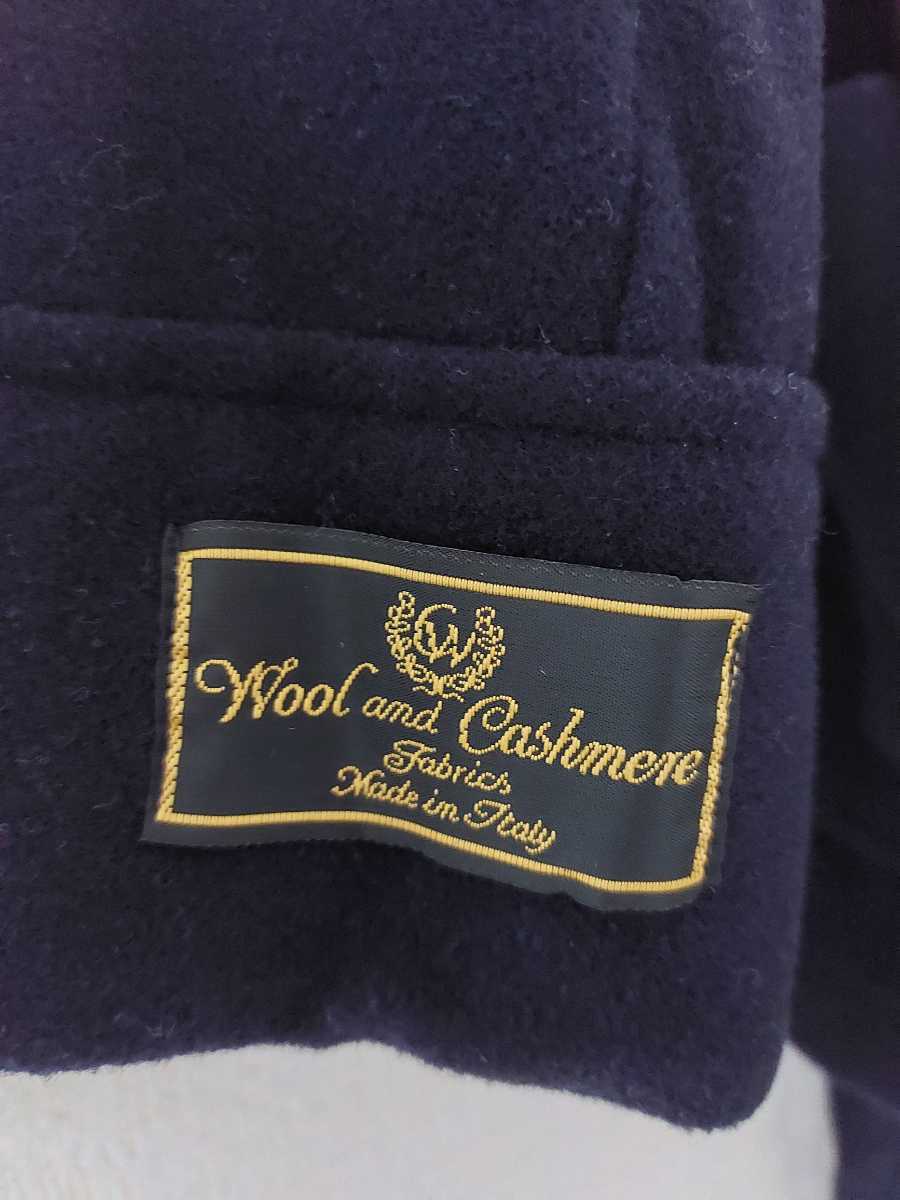 CW
Wool and Cashmere
Fabrics
Made in Italy